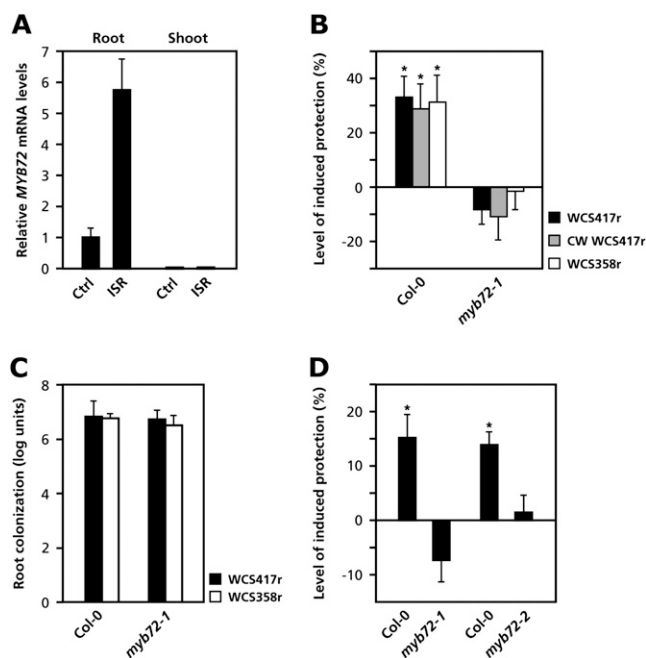 A
Root Shoot
Relative MYB72 mRNA levels
7
6
5
4
3
2
1
0
Ctrl ISR Ctrl ISR
B
Level of induced protection (%)
40
20
0
-20
* * *
Col-0 myb72-1
WCS417r
CW WCS417r
WCS358r
C
Root colonization (log units)
8
6
4
2
0
Col-0 myb72-1
WCS417r
WCS358r
D
Level of induced protection (%)
20
10
0
-10
* *
Col-0 myb72-1 Col-0 myb72-2